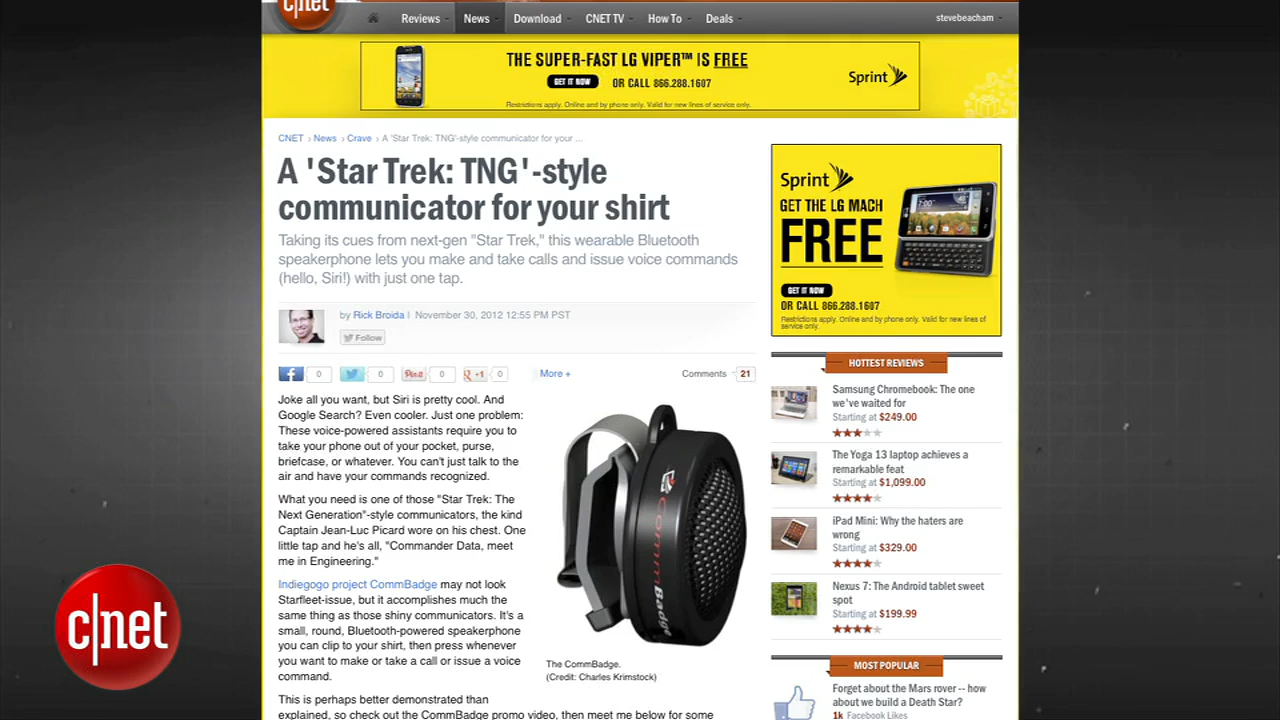 c|net
Reviews
News
Download
CNET TV
How To
Deals
stevebeacham
THE SUPER-FAST LG VIPER™ IS FREE
GET IT NOW
OR CALL 866.288.1607
Restrictions apply. Online and by phone only. Valid for new lines of service only.
Sprint
CNET › News › Crave › A 'Star Trek: TNG'-style communicator for your ...
A 'Star Trek: TNG'-style
communicator for your shirt
Taking its cues from next-gen "Star Trek," this wearable Bluetooth
speakerphone lets you make and take calls and issue voice commands
(hello, Siri!) with just one tap.
by Rick Broida | November 30, 2012 12:55 PM PST
Follow
f 0
0
Pin it 0
g +1 0
More +
Comments 21
Joke all you want, but Siri is pretty cool. And
Google Search? Even cooler. Just one problem:
These voice-powered assistants require you to
take your phone out of your pocket, purse,
briefcase, or whatever. You can't just talk to the
air and have your commands recognized.
What you need is one of those "Star Trek: The
Next Generation"-style communicators, the kind
Captain Jean-Luc Picard wore on his chest. One
little tap and he's all, "Commander Data, meet
me in Engineering."
Indiegogo project CommBadge may not look
Starfleet-issue, but it accomplishes much the
same thing as those shiny communicators. It's a
small, round, Bluetooth-powered speakerphone
you can clip to your shirt, then press whenever
you want to make or take a call or issue a voice
command.
This is perhaps better demonstrated than
explained, so check out the CommBadge promo video, then meet me below for some
CommBadge
The CommBadge.
(Credit: Charles Krimstock)
Sprint
GET THE LG MACH
FREE
GET IT NOW
OR CALL 866.288.1607
Restrictions apply. Online and by phone only. Valid for new lines of
service only.
7:00
HOTTEST REVIEWS
Samsung Chromebook: The one
we've waited for
Starting at $249.00
The Yoga 13 laptop achieves a
remarkable feat
Starting at $1,099.00
iPad Mini: Why the haters are
wrong
Starting at $329.00
Nexus 7: The Android tablet sweet
spot
Starting at $199.99
MOST POPULAR
Forget about the Mars rover -- how
about we build a Death Star?
1k Facebook Likes
c|net